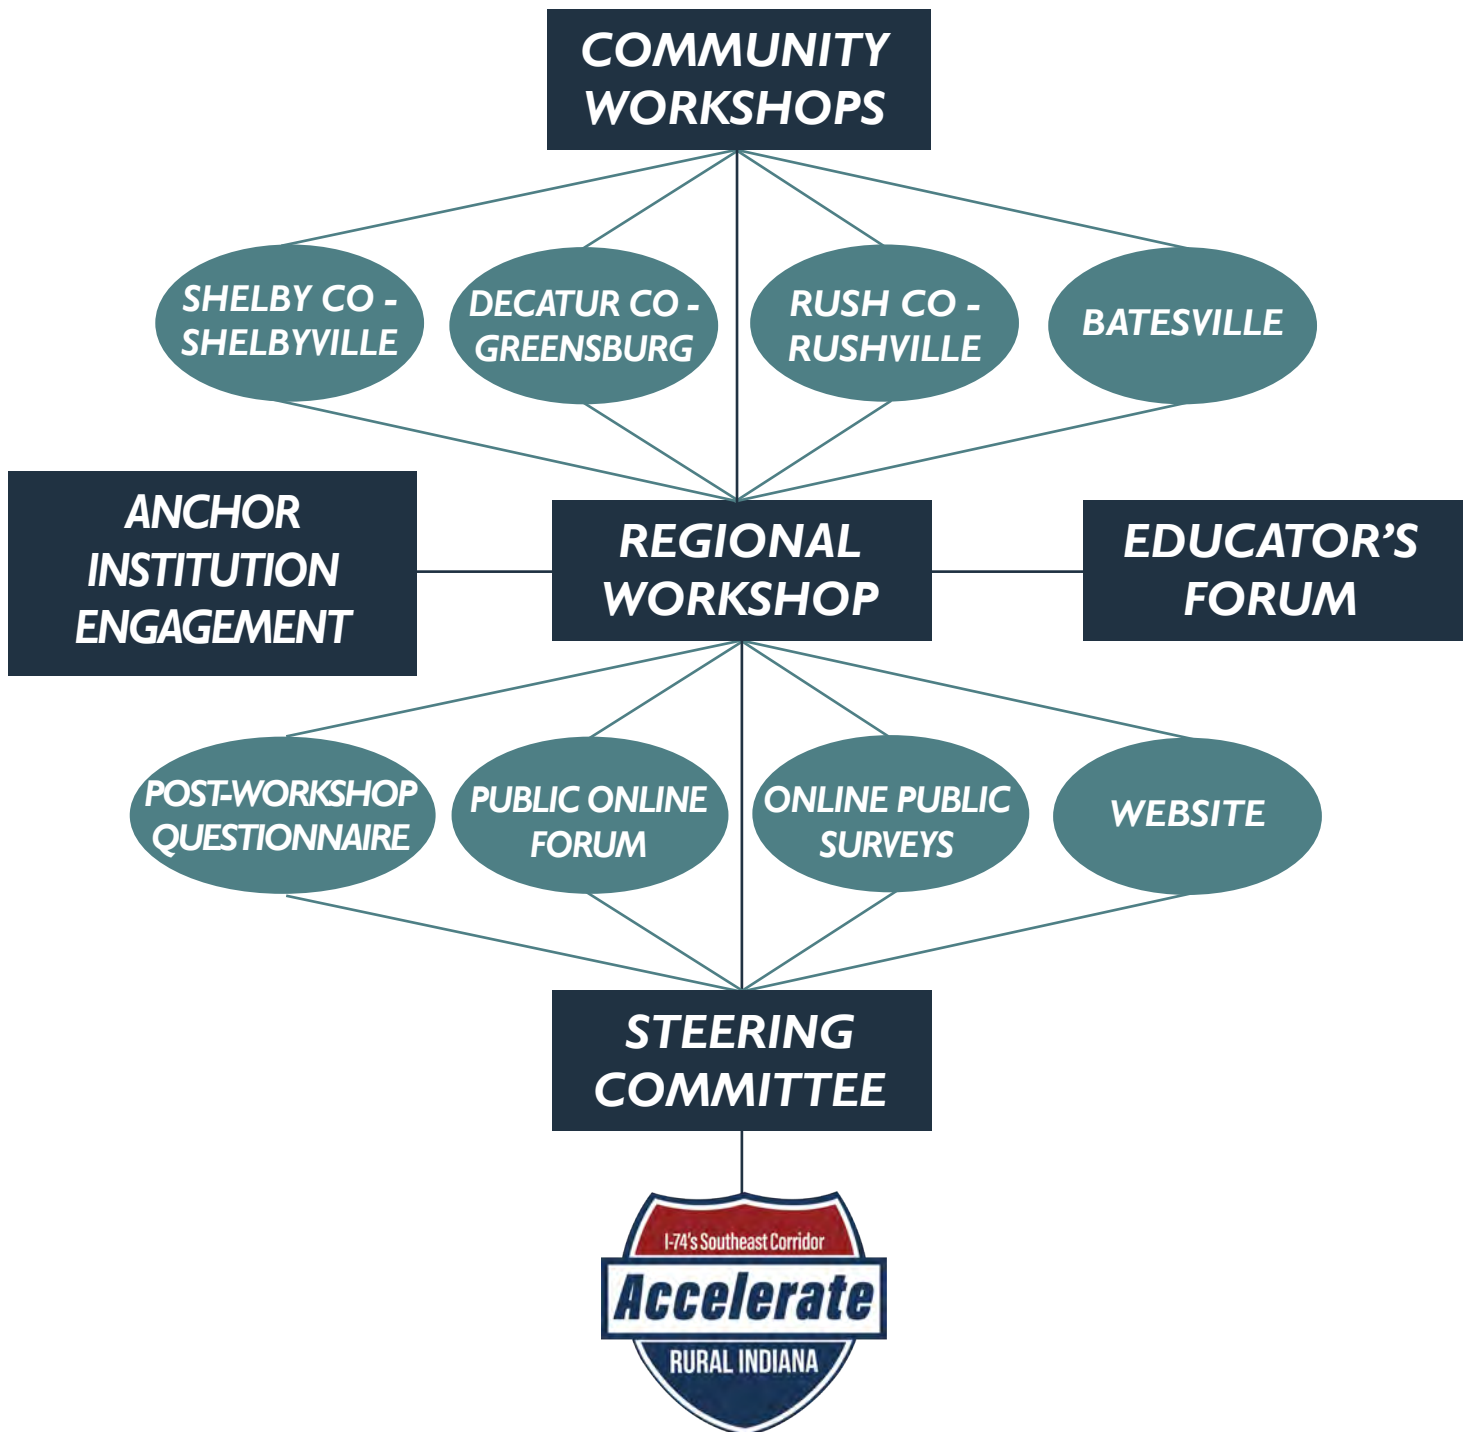 COMMUNITY
WORKSHOPS
SHELBY CO -
SHELBYVILLE
DECATUR CO -
GREENSBURG
RUSH CO -
RUSHVILLE
BATESVILLE
ANCHOR
INSTITUTION
ENGAGEMENT
REGIONAL
WORKSHOP
EDUCATOR’S
FORUM
POST-WORKSHOP
QUESTIONNAIRE
PUBLIC ONLINE
FORUM
ONLINE PUBLIC
SURVEYS
WEBSITE
STEERING
COMMITTEE
I-74's Southeast Corridor
Accelerate
RURAL INDIANA